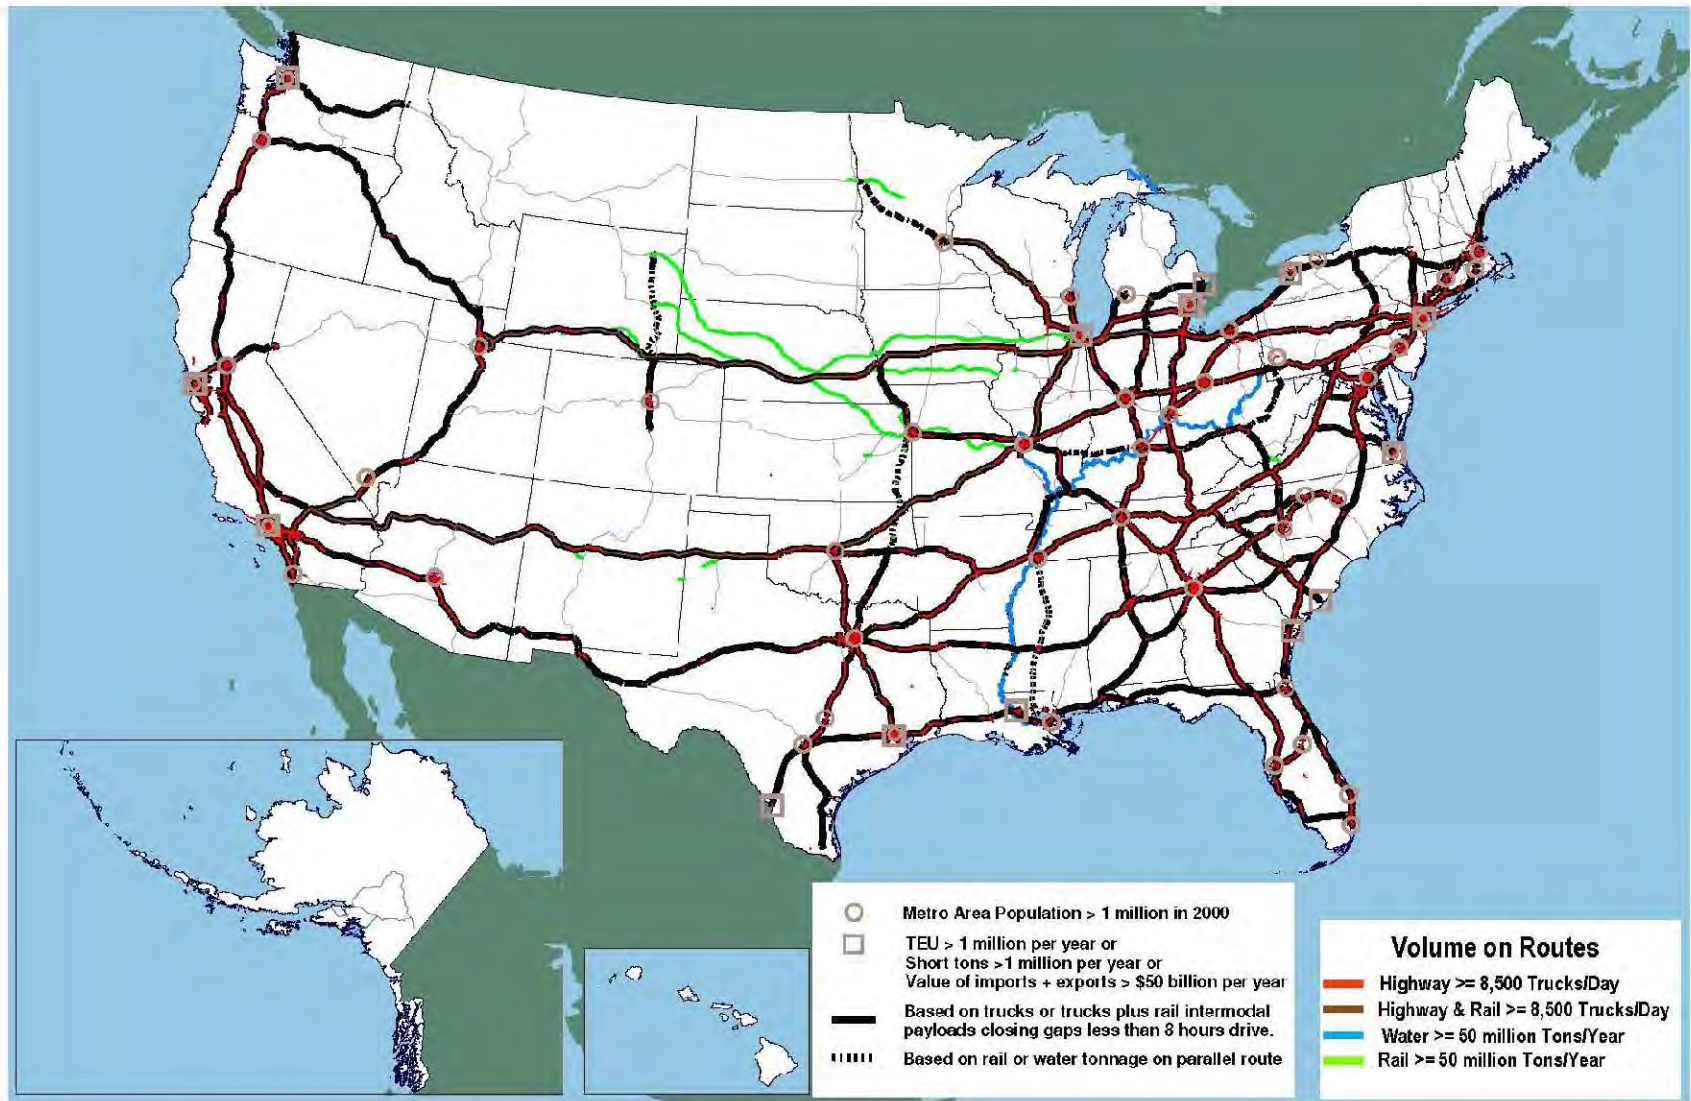 Metro Area Population > 1 million in 2000
TEU > 1 million per year or
Short tons >1 million per year or
Value of imports + exports > $50 billion per year
Based on trucks or trucks plus rail intermodal
payloads closing gaps less than 8 hours drive.
Based on rail or water tonnage on parallel route
Volume on Routes
Highway >= 8,500 Trucks/Day
Highway & Rail >= 8,500 Trucks/Day
Water >= 50 million Tons/Year
Rail >= 50 million Tons/Year